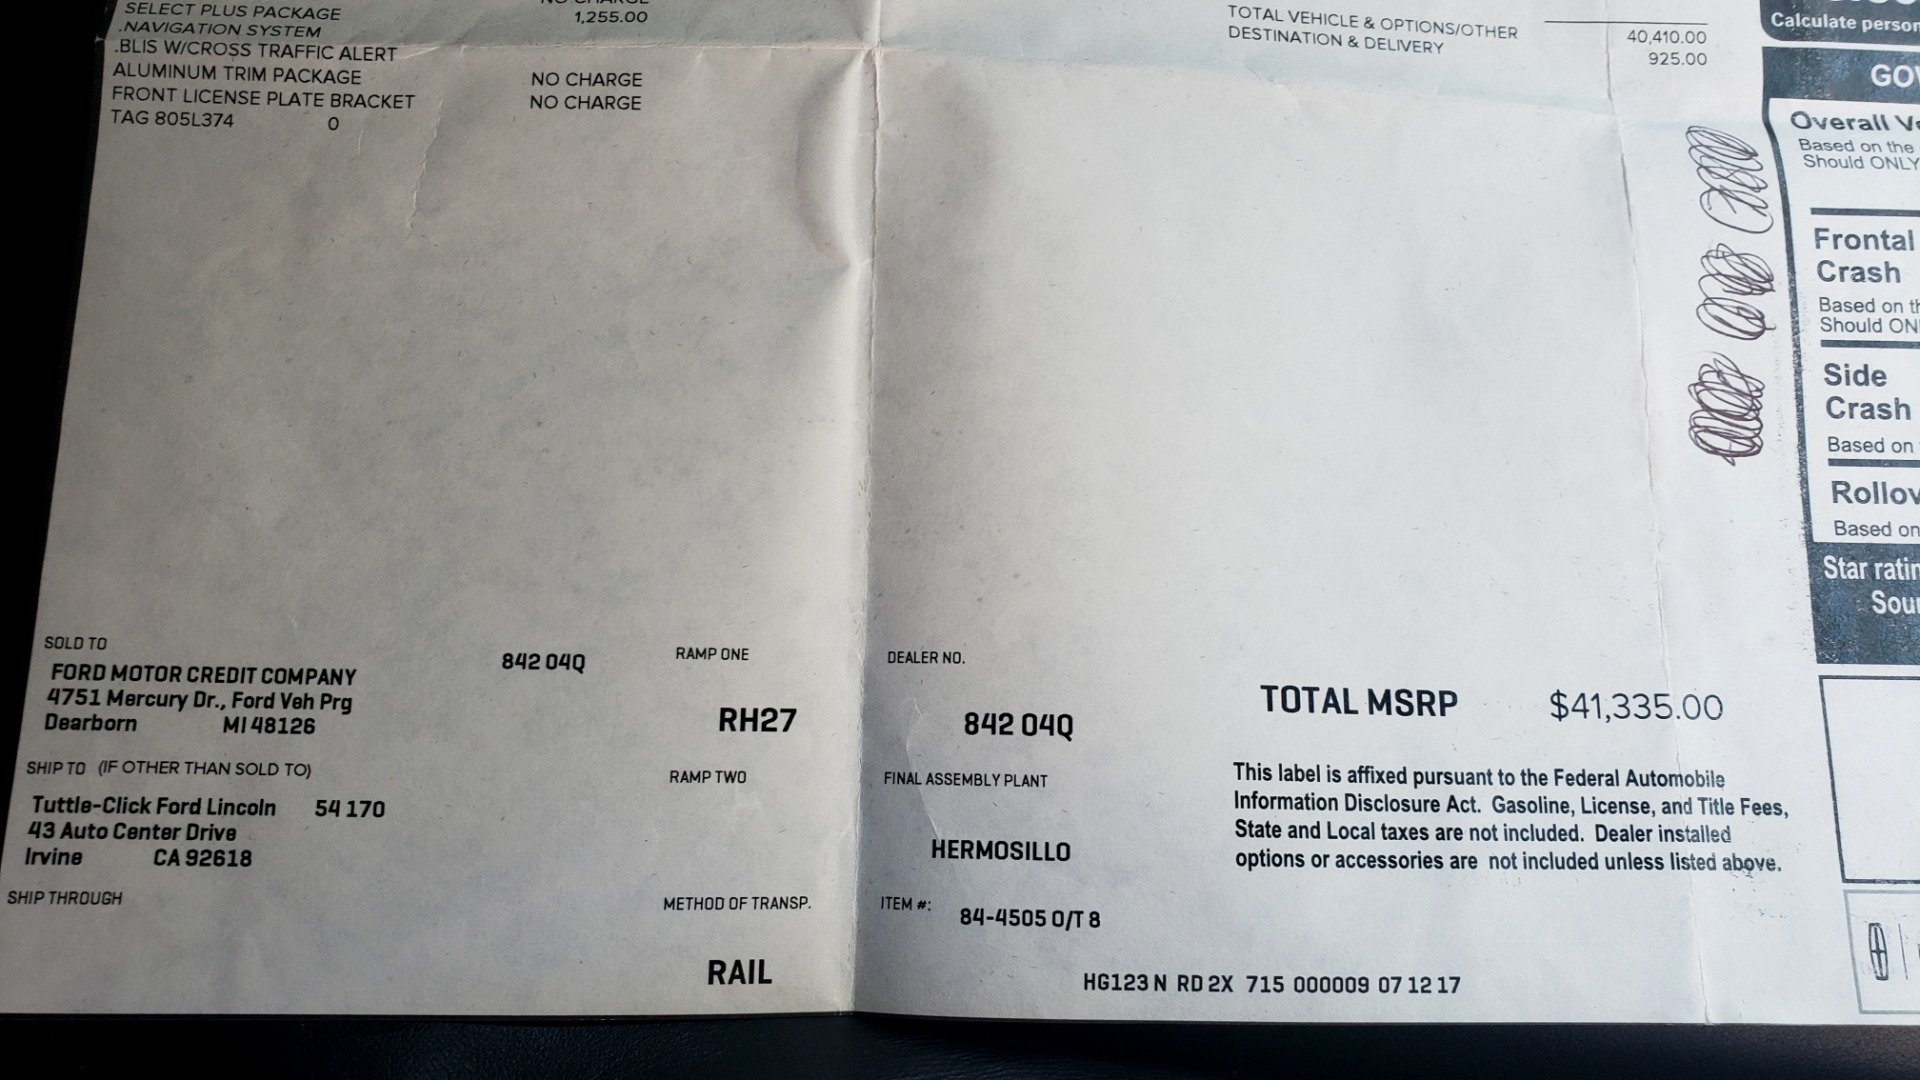 SELECT PLUS PACKAGE 1,255.00
.NAVIGATION SYSTEM
.BLIS W/CROSS TRAFFIC ALERT
ALUMINUM TRIM PACKAGE NO CHARGE
FRONT LICENSE PLATE BRACKET NO CHARGE
TAG 805L374 0
TOTAL VEHICLE & OPTIONS/OTHER 40,410.00
DESTINATION & DELIVERY 925.00
SOLD TO
FORD MOTOR CREDIT COMPANY 842 04Q
4751 Mercury Dr., Ford Veh Prg
Dearborn MI 48126
SHIP TO (IF OTHER THAN SOLD TO)
Tuttle-Click Ford Lincoln 54 170
43 Auto Center Drive
Irvine CA 92618
SHIP THROUGH
RAMP ONE
RH27
RAMP TWO
METHOD OF TRANSP.
RAIL
DEALER NO.
842 04Q
FINAL ASSEMBLY PLANT
HERMOSILLO
ITEM #:
84-4505 O/T 8
TOTAL MSRP $41,335.00
This label is affixed pursuant to the Federal Automobile
Information Disclosure Act. Gasoline, License, and Title Fees,
State and Local taxes are not included. Dealer installed
options or accessories are not included unless listed above.
HG123 N RD 2X 715 000009 07 12 17
Calculate
Overall
Based on the
Should ONLY
Frontal
Crash
Based on
Should
Side
Crash
Based on
Based on
Star